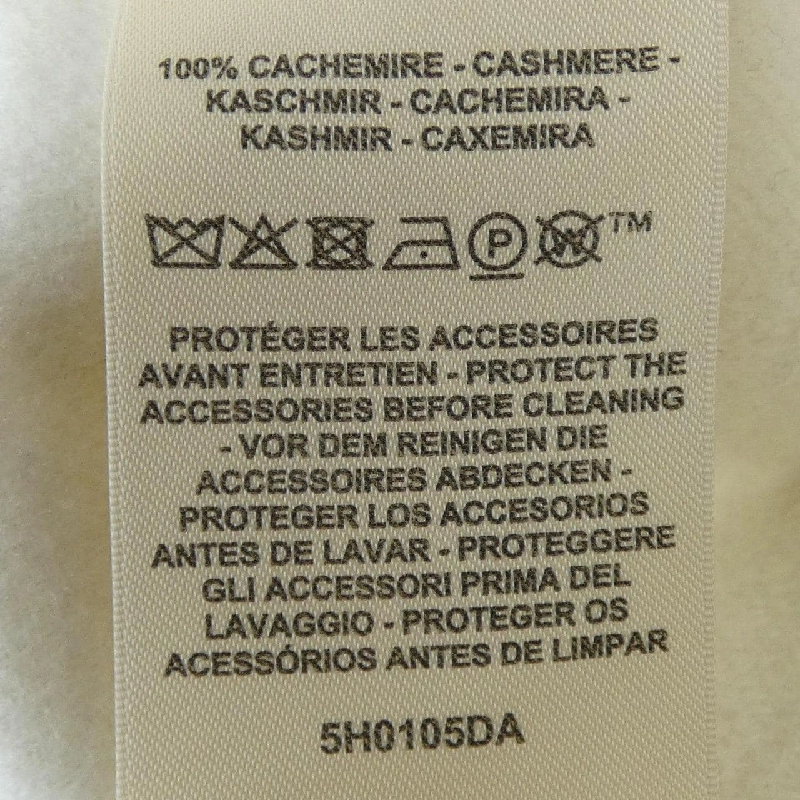 100% CACHEMIRE - CASHMERE -
KASCHMIR - CACHEMIRA -
KASHMIR - CAXEMIRA
P W ™
PROTÉGER LES ACCESSOIRES
AVANT ENTRETIEN - PROTECT THE
ACCESSORIES BEFORE CLEANING
- VOR DEM REINIGEN DIE
ACCESSOIRES ABDECKEN -
PROTEGER LOS ACCESORIOS
ANTES DE LAVAR - PROTEGGERE
GLI ACCESSORI PRIMA DEL
LAVAGGIO - PROTEGER OS
ACESSÓRIOS ANTES DE LIMPAR
5H0105DA